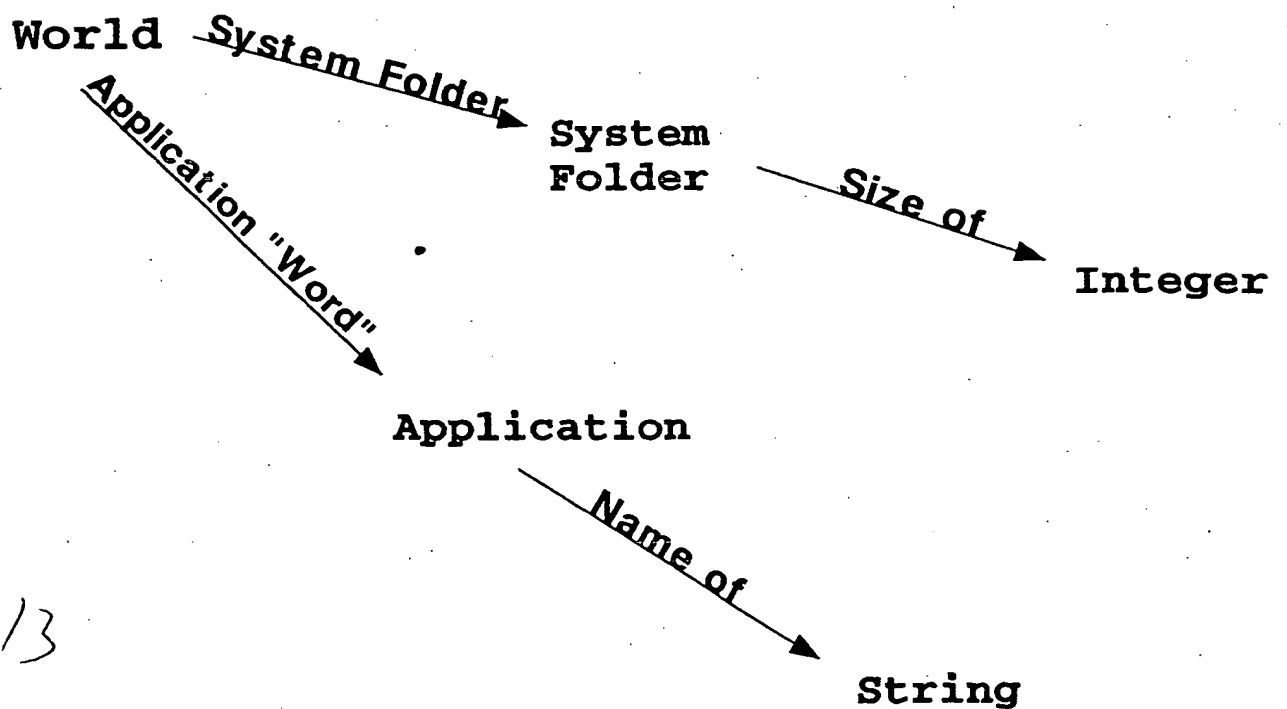 World
System Folder
System
Folder
Size of
Integer
Application "Word"
Application
Name of
String
13